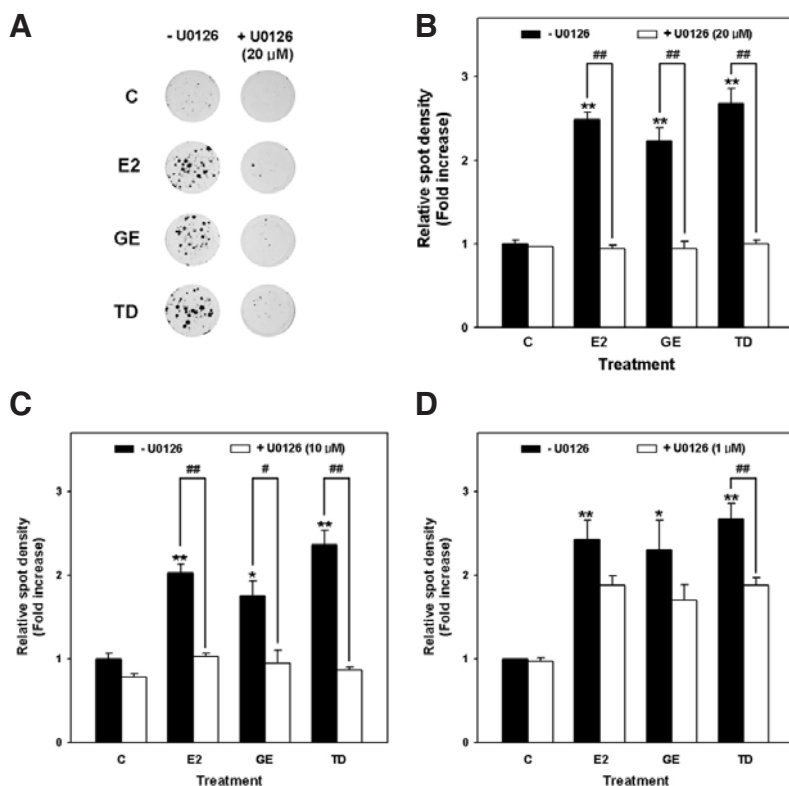 A
- U0126
+ U0126
(20 µM)
C
E2
GE
TD
B
- U0126
+ U0126 (20 µM)
Relative spot density
(Fold increase)
3
2
1
0
**
##
**
##
**
##
C
E2
GE
TD
Treatment
C
- U0126
+ U0126 (10 µM)
Relative spot density
(Fold increase)
3
2
1
0
**
##
*
#
**
##
C
E2
GE
TD
Treatment
D
- U0126
+ U0126 (1 µM)
Relative spot density
(Fold increase)
3
2
1
0
**
*
**
##
C
E2
GE
TD
Treatment